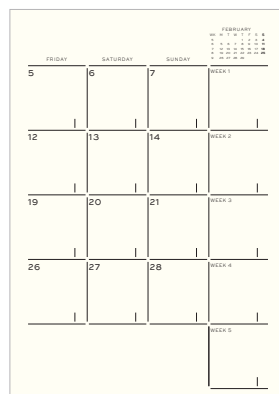 FEBRUARY
FRIDAY SATURDAY SUNDAY
5 6 7 WEEK 1
12 13 14 WEEK 2
19 20 21 WEEK 3
26 27 28 WEEK 4
WEEK 5